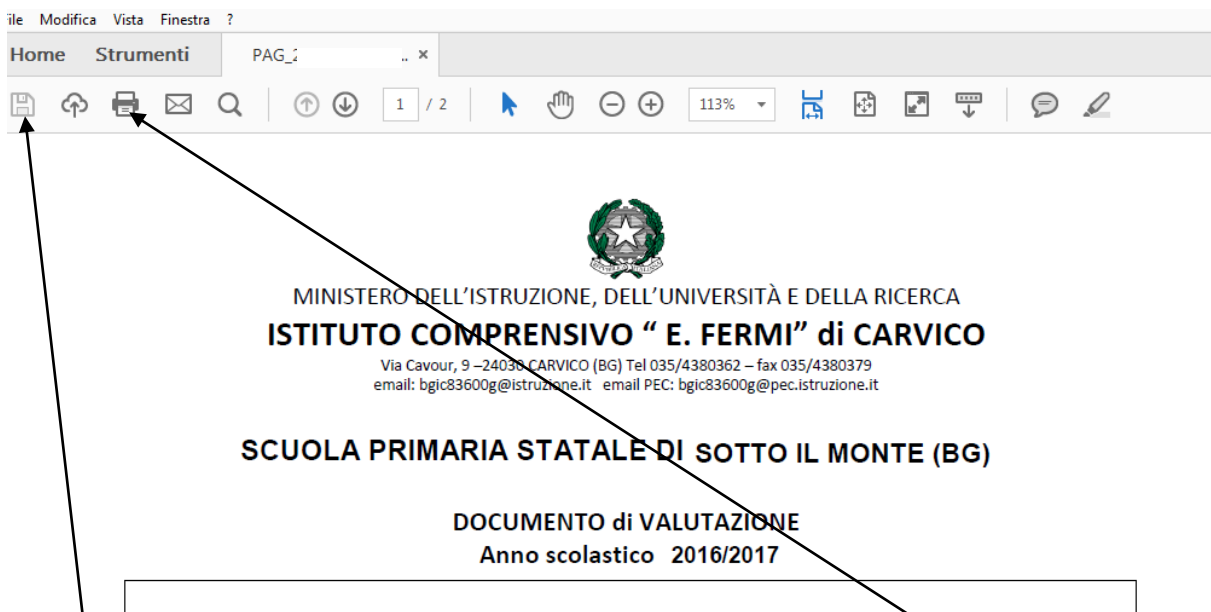 ile Modifica Vista Finestra ?
Home Strumenti PAG_2 .. ×
1 / 2 113%
REPVBBLICA ITALIANA
MINISTERO DELL'ISTRUZIONE, DELL'UNIVERSITÀ E DELLA RICERCA
ISTITUTO COMPRENSIVO “ E. FERMI” di CARVICO
Via Cavour, 9 –24030 CARVICO (BG) Tel 035/4380362 – fax 035/4380379
email: bgic83600g@istruzione.it email PEC: bgic83600g@pec.istruzione.it
SCUOLA PRIMARIA STATALE DI SOTTO IL MONTE (BG)
DOCUMENTO di VALUTAZIONE
Anno scolastico 2016/2017